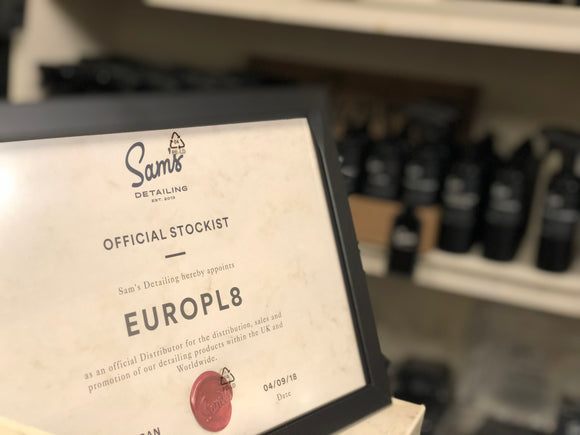 Sam's
DETAILING
EST. 2015
OFFICIAL STOCKIST
Sam's Detailing hereby appoints
EUROPL8
as an official Distributor for the distribution, sales and
promotion of our detailing products within the UK and
Worldwide.
04/09/18
Date